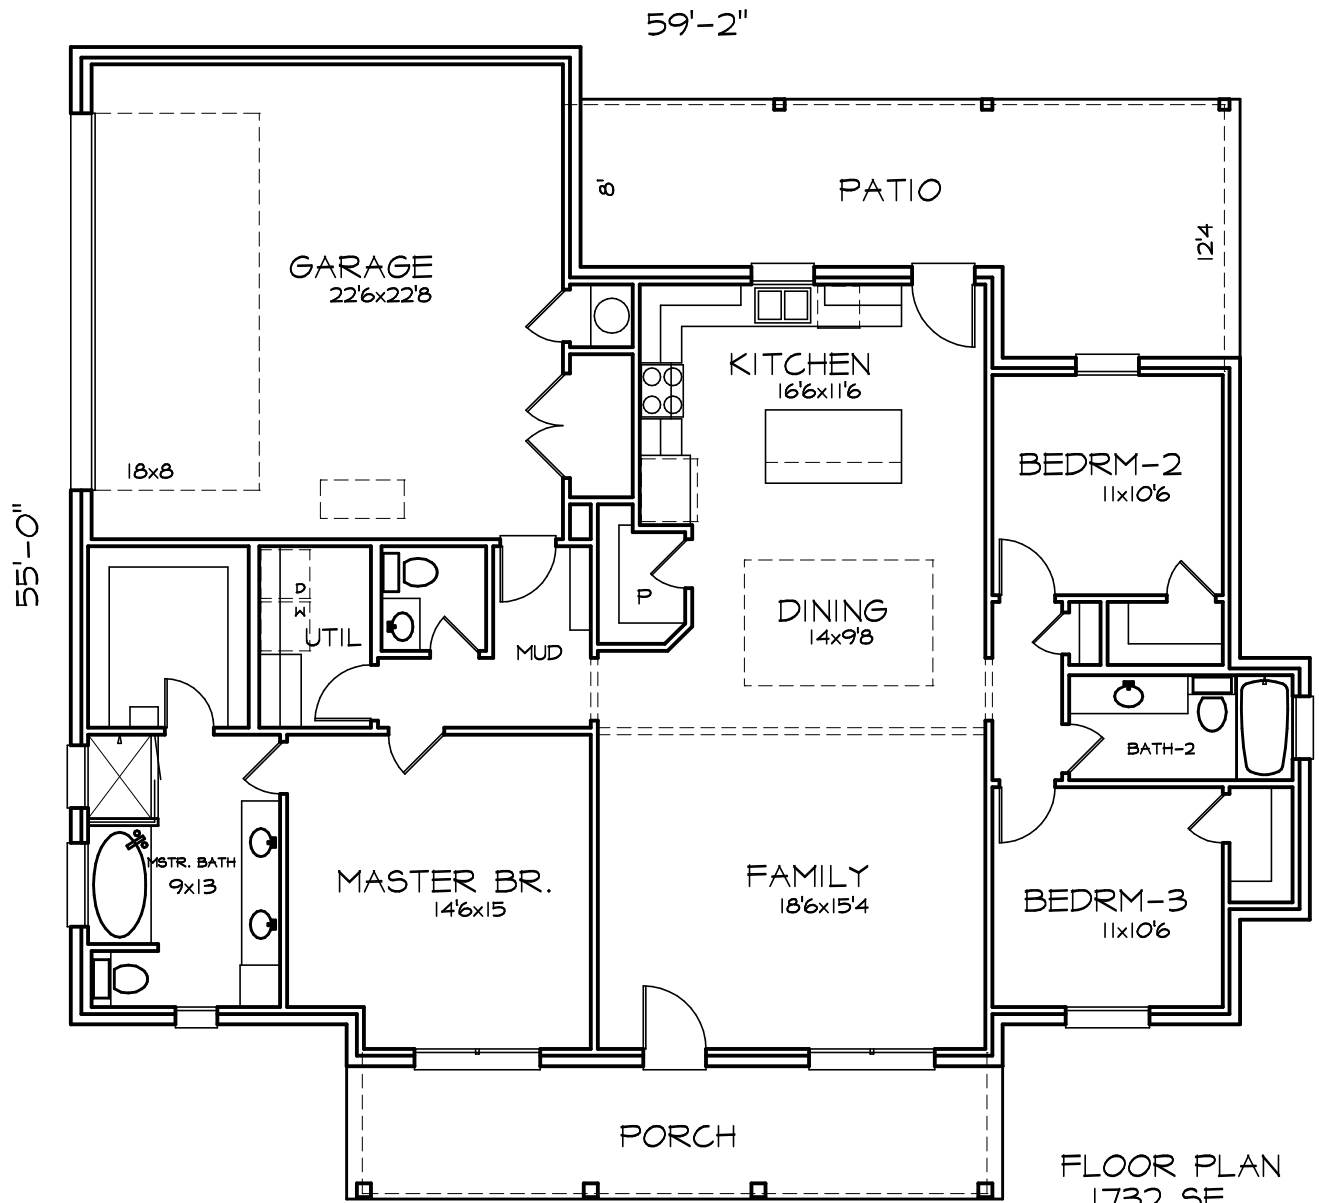 59'-2"
PATIO
8'
12'4
GARAGE
22'6x22'8
KITCHEN
16'6x11'6
BEDRM-2
11x10'6
18x8
55'-0"
D
W
UTIL
P
DINING
14x9'8
MUD
BATH-2
MSTR. BATH
9x13
MASTER BR.
14'6x15
FAMILY
18'6x15'4
BEDRM-3
11x10'6
PORCH
FLOOR PLAN
1732 SF